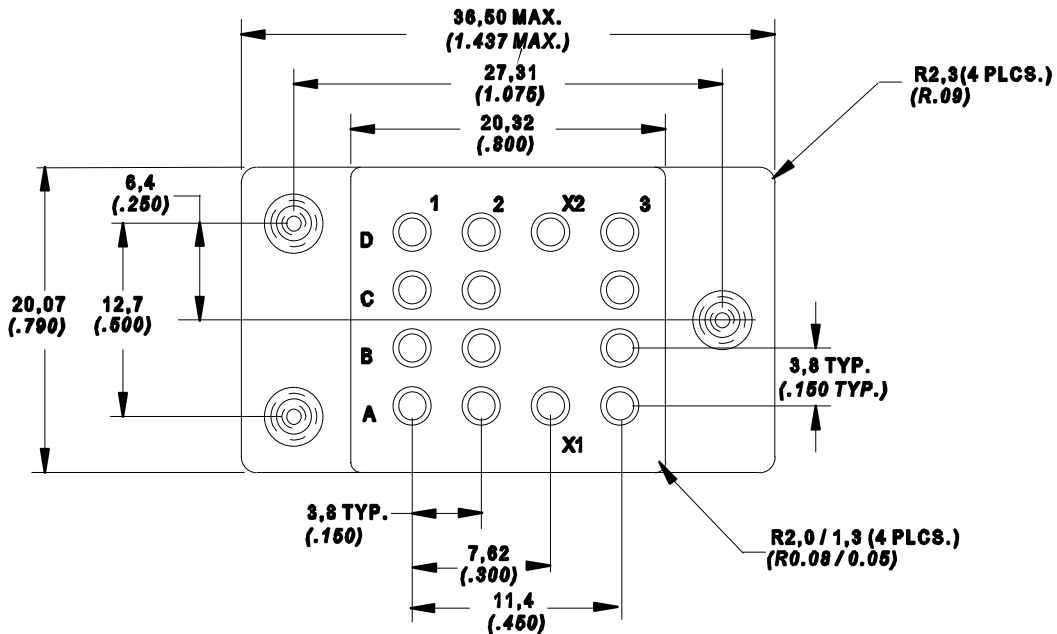 36,50 MAX.
(1.437 MAX.)
27,31
(1.075)
R2,3(4 PLCS.)
(R.09)
20,32
(.800)
6,4
(.250)
1 2 X2 3
D
C
20,07
(.790)
12,7
(.500)
B
3,8 TYP.
(.150 TYP.)
A
X1
3,8 TYP.
(.150)
R2,0 / 1,3 (4 PLCS.)
(R0.08 / 0.05)
7,62
(.300)
11,4
(.450)